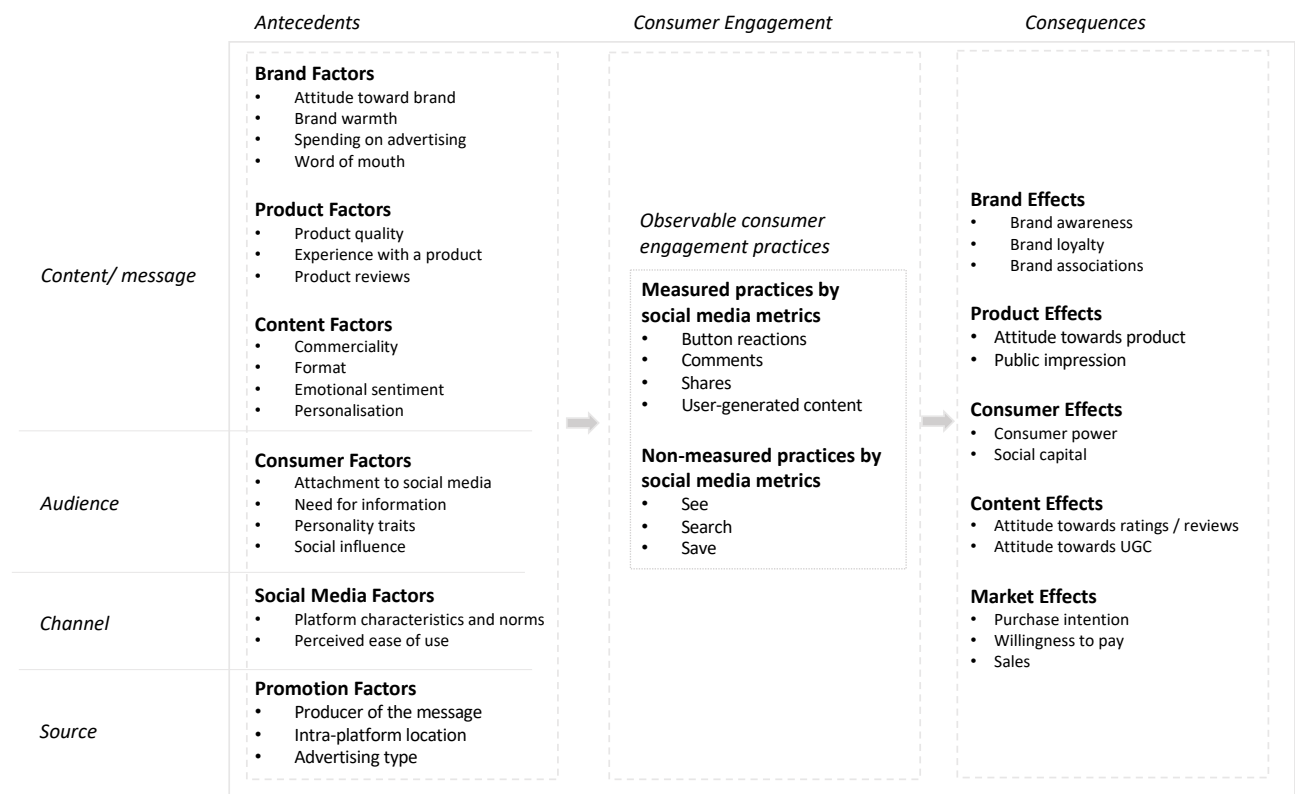 Antecedents
Consumer Engagement
Consequences
Content/ message
Brand Factors
• Attitude toward brand
• Brand warmth
• Spending on advertising
• Word of mouth
Product Factors
• Product quality
• Experience with a product
• Product reviews
Content Factors
• Commerciality
• Format
• Emotional sentiment
• Personalisation
Audience
Consumer Factors
• Attachment to social media
• Need for information
• Personality traits
• Social influence
Channel
Social Media Factors
• Platform characteristics and norms
• Perceived ease of use
Source
Promotion Factors
• Producer of the message
• Intra-platform location
• Advertising type
Observable consumer
engagement practices
Measured practices by
social media metrics
• Button reactions
• Comments
• Shares
• User-generated content
Non-measured practices by
social media metrics
• See
• Search
• Save
Brand Effects
• Brand awareness
• Brand loyalty
• Brand associations
Product Effects
• Attitude towards product
• Public impression
Consumer Effects
• Consumer power
• Social capital
Content Effects
• Attitude towards ratings / reviews
• Attitude towards UGC
Market Effects
• Purchase intention
• Willingness to pay
• Sales